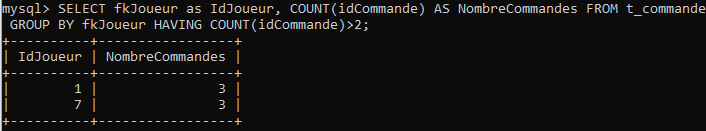 mysql> SELECT fkJoueur as IdJoueur, COUNT(idCommande) AS NombreCommandes FROM t_commande
 GROUP BY fkJoueur HAVING COUNT(idCommande)>2;
+----------+-----------------+
| IdJoueur | NombreCommandes |
+----------+-----------------+
|        1 |               3 |
|        7 |               3 |
+----------+-----------------+